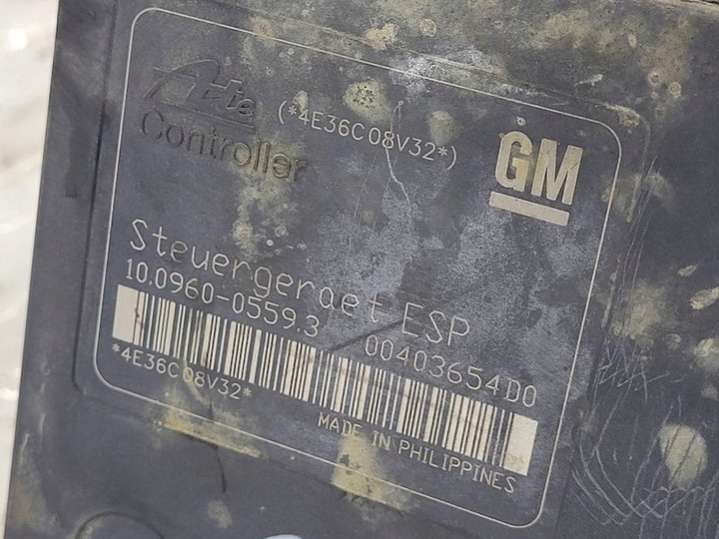 Ate (*4E36C08V32*)
Controller
GM
Steuergeraet ESP
10.0960-0559.3 00403654D0
*4E36C08V32*
MADE IN PHILIPPINES